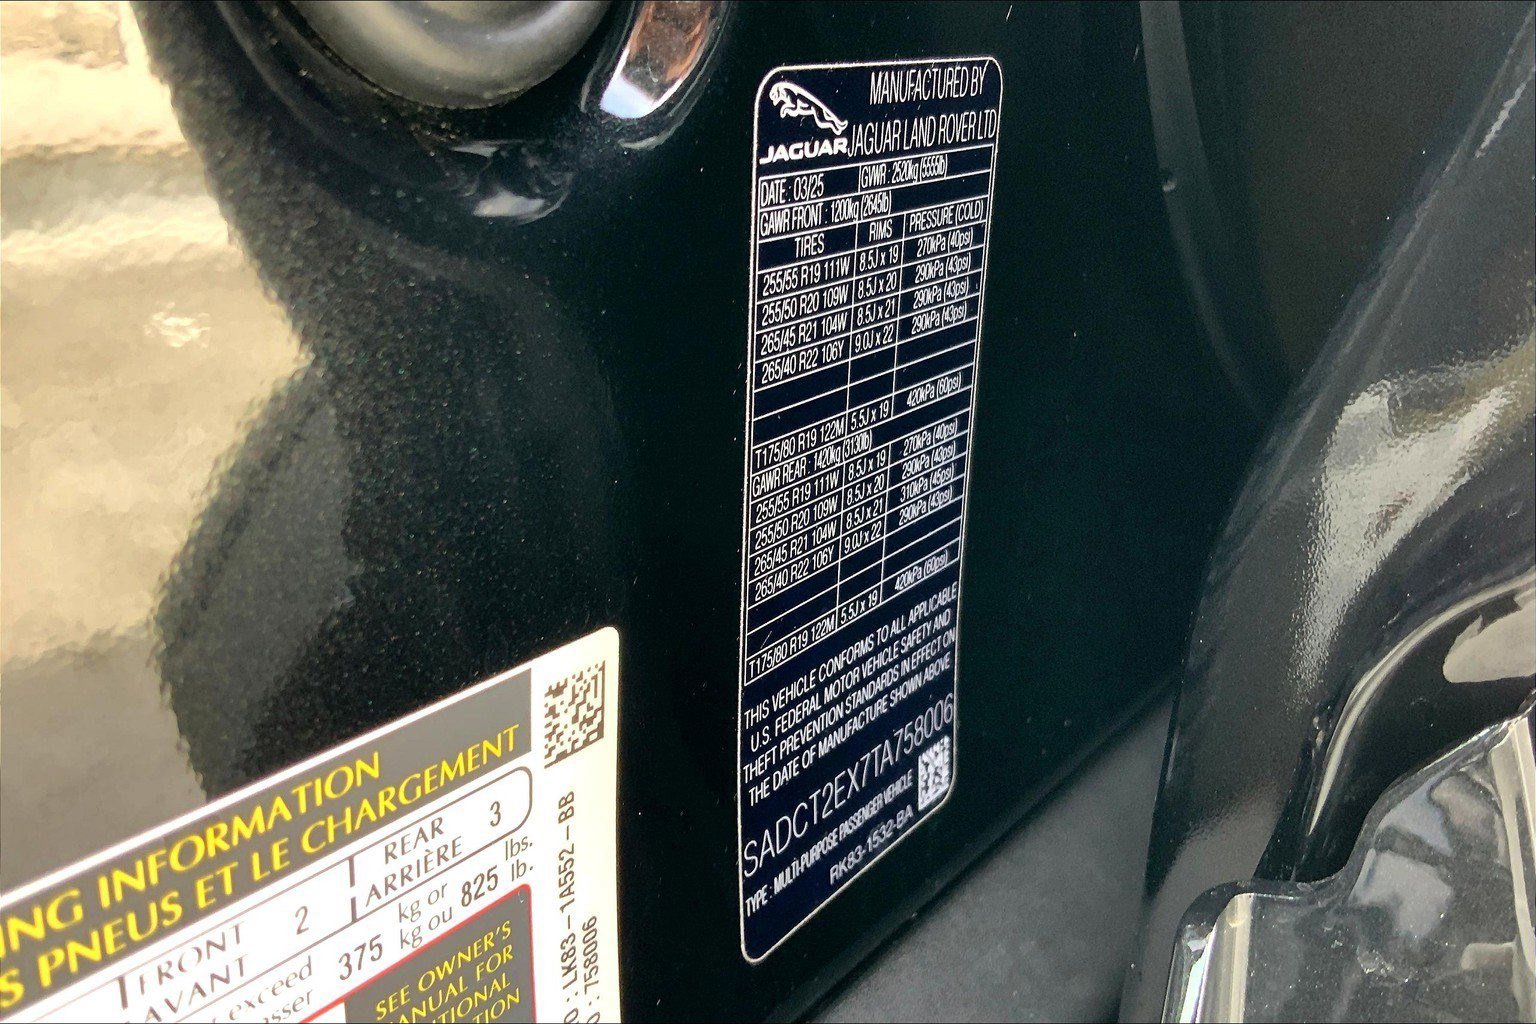 MANUFACTURED BY
JAGUAR JAGUAR LAND ROVER LTD
DATE : 03/25 GVWR : 2520kg (5555lb)
GAWR FRONT : 1200kg (2645lb)
TIRES RIMS PRESSURE (COLD)
255/55 R19 111W 8.5J x 19 270kPa (40psi)
255/50 R20 109W 8.5J x 20 290kPa (43psi)
265/45 R21 104W 8.5J x 21 290kPa (43psi)
265/40 R22 106Y 9.0J x 22 290kPa (43psi)
T175/80 R19 122M 5.5J x 19 420kPa (60psi)
GAWR REAR : 1420kg (3130lb)
255/55 R19 111W 8.5J x 19 270kPa (40psi)
255/50 R20 109W 8.5J x 20 290kPa (43psi)
265/45 R21 104W 8.5J x 21 310kPa (45psi)
265/40 R22 106Y 9.0J x 22 290kPa (43psi)
T175/80 R19 122M 5.5J x 19 420kPa (60psi)
THIS VEHICLE CONFORMS TO ALL APPLICABLE
U.S. FEDERAL MOTOR VEHICLE SAFETY AND
THEFT PREVENTION STANDARDS IN EFFECT ON
THE DATE OF MANUFACTURE SHOWN ABOVE
SADCT2EX7TA758006
TYPE : MULTI-PURPOSE PASSENGER VEHICLE
RK83-1532-BA
ING INFORMATION
S PNEUS ET LE CHARGEMENT
FRONT 2 REAR 3
AVANT ARRIÈRE
exceed 375 kg or 825 lbs.
sser kg ou lb.
SEE OWNER'S
ANUAL FOR
ITIONAL
TION
: LK83-1A552-BB
: 758006